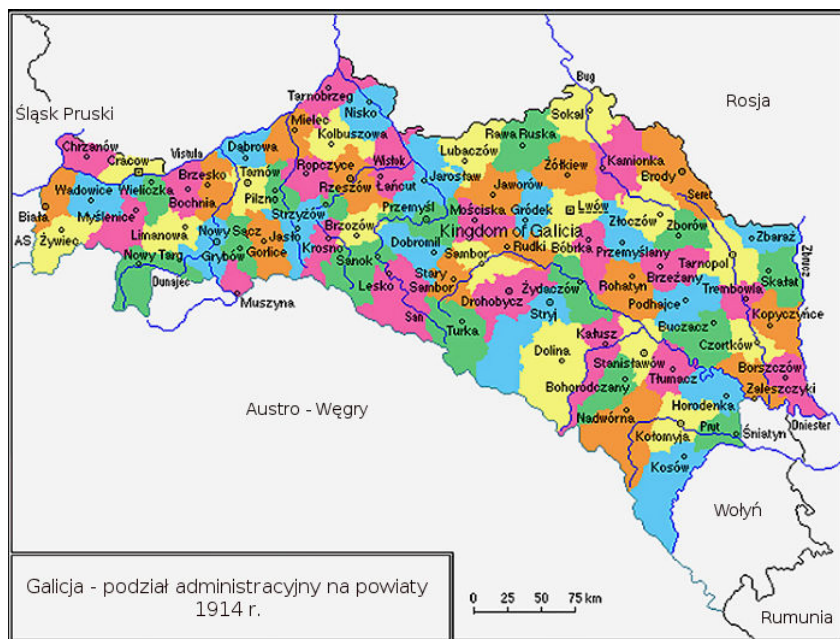 Bug
Śląsk Pruski
Rosja
Tarnobrzeg
Nisko
Mielec
Sokal
Kolbuszowa
Rawa Ruska
Chrzanów
Vistula
Dąbrowa
Cracow
Lubaczów
Kamionka
Brzesko
Tarnów
Ropczyce
Wisłok
Żółkiew
Brody
Wadowice
Wieliczka
Pilzno
Rzeszów
Łańcut
Jarosław
Jaworów
Seret
Biała
Myślenice
Bochnia
Przemyśl
Mościska
Gródek
Lwów
Złoczów
Strzyżów
Limanowa
Nowy Sącz
Jasło
Brzozów
Kingdom of Galicia
Zborów
Zbaraż
AS
Żywiec
Krosno
Dobromil
Rudki
Bóbrka
Przemyślany
Grybów
Gorlice
Sanok
Sambor
Tarnopol
Zbrucz
Nowy Targ
Brzeżany
Skałat
Lesko
Stary
Sambor
Rohatyn
Dunajec
Drohobycz
Żydaczów
Podhajce
Trembowla
Muszyna
San
Stryj
Kopyczyńce
Turka
Buczacz
Kałusz
Czortków
Dolina
Stanisławów
Tłumacz
Borszczów
Bohorodczany
Zaleszczyki
Horodenka
Nadwórna
Austro - Węgry
Dniester
Kołomyja
Prut
Śniatyn
Kosów
Wołyń
Galicja - podział administracyjny na powiaty
1914 r.
0 25 50 75 km
Rumunia